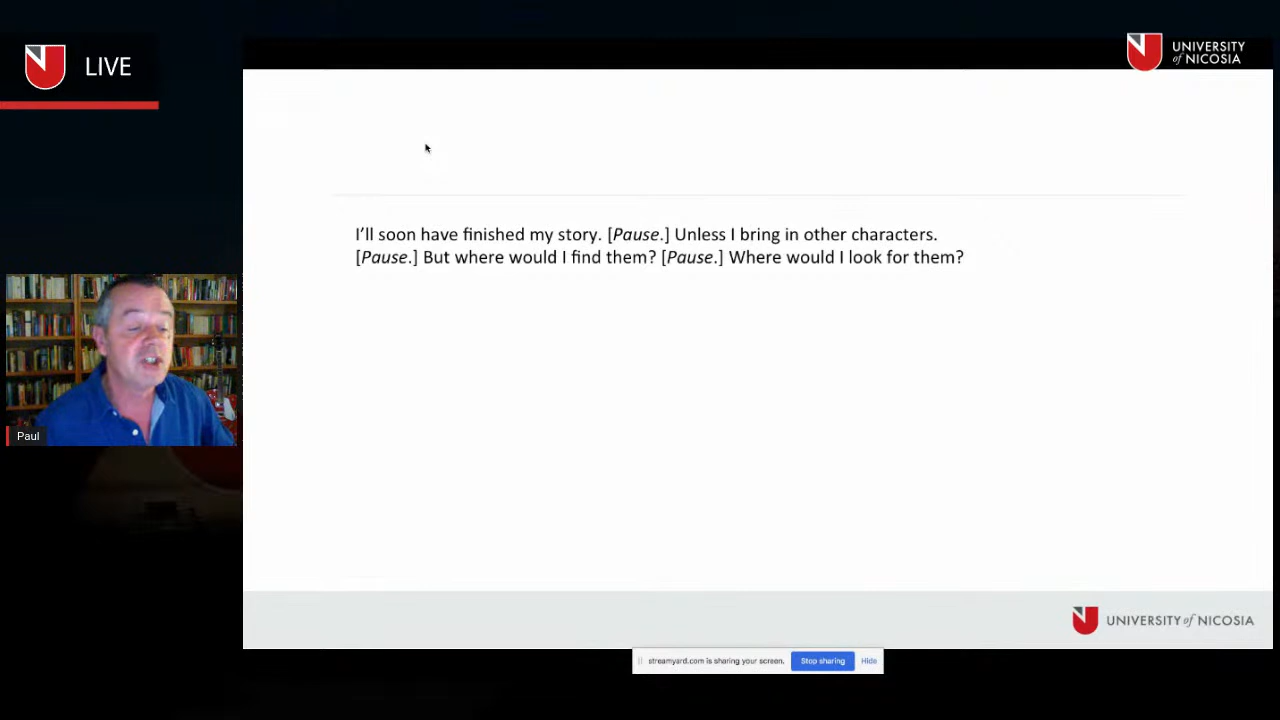 LIVE
UNIVERSITY
of NICOSIA
I'll soon have finished my story. [Pause.] Unless I bring in other characters.
[Pause.] But where would I find them? [Pause.] Where would I look for them?
Paul
UNIVERSITY of NICOSIA
streamyard.com is sharing your screen. Stop sharing Hide